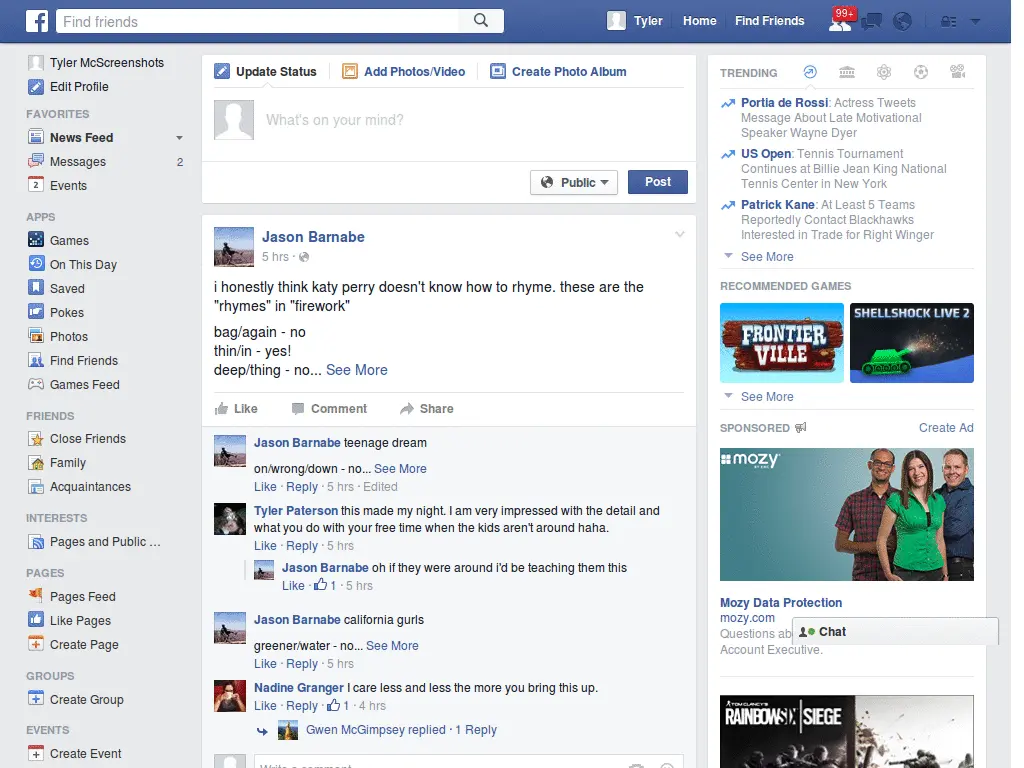 Find friends
Tyler
Home
Find Friends
99+
Tyler McScreenshots
Edit Profile
FAVORITES
News Feed
Messages 2
2 Events
APPS
Games
On This Day
Saved
Pokes
Photos
Find Friends
Games Feed
FRIENDS
Close Friends
Family
Acquaintances
INTERESTS
Pages and Public ...
PAGES
Pages Feed
Like Pages
Create Page
GROUPS
Create Group
EVENTS
Create Event
Update Status
Add Photos/Video
Create Photo Album
What's on your mind?
Public
Post
Jason Barnabe
5 hrs ·
i honestly think katy perry doesn't know how to rhyme. these are the
"rhymes" in "firework"
bag/again - no
thin/in - yes!
deep/thing - no... See More
Like
Comment
Share
Jason Barnabe teenage dream
on/wrong/down - no... See More
Like · Reply · 5 hrs · Edited
Tyler Paterson this made my night. I am very impressed with the detail and
what you do with your free time when the kids aren't around haha.
Like · Reply · 5 hrs
Jason Barnabe oh if they were around i'd be teaching them this
Like · 1 · 5 hrs
Jason Barnabe california gurls
greener/water - no... See More
Like · Reply · 5 hrs
Nadine Granger I care less and less the more you bring this up.
Like · Reply · 1 · 4 hrs
Gwen McGimpsey replied · 1 Reply
Write a comment
TRENDING
Portia de Rossi: Actress Tweets
Message About Late Motivational
Speaker Wayne Dyer
US Open: Tennis Tournament
Continues at Billie Jean King National
Tennis Center in New York
Patrick Kane: At Least 5 Teams
Reportedly Contact Blackhawks
Interested in Trade for Right Winger
See More
RECOMMENDED GAMES
FRONTIER
VILLE
SHELLSHOCK LIVE 2
See More
SPONSORED
Create Ad
mozy
Mozy Data Protection
mozy.com
Questions
Account Executive.
Chat
TOM CLANCY'S
RAINBOW SIX SIEGE